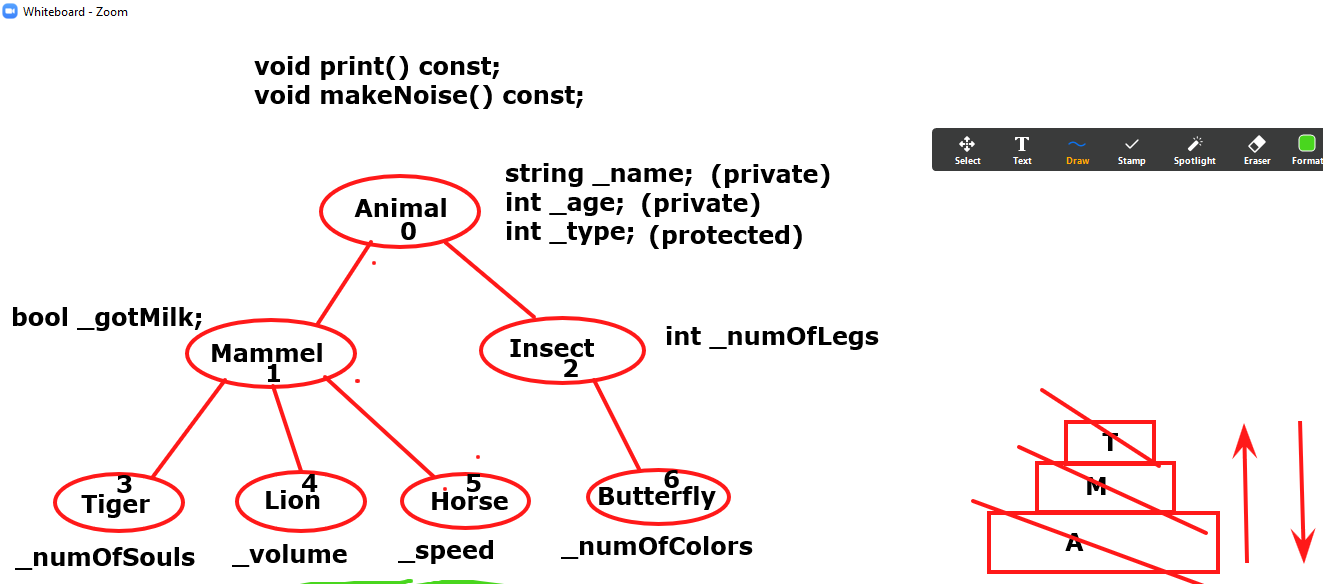 Whiteboard - Zoom
void print() const;
void makeNoise() const;
Select Text Draw Stamp Spotlight Eraser Format
string _name; (private)
int _age; (private)
int _type; (protected)
Animal
0
bool _gotMilk;
Mammel
1
Insect
2
int _numOfLegs
3
Tiger
4
Lion
5
Horse
6
Butterfly
_numOfSouls
_volume
_speed
_numOfColors
T
M
A